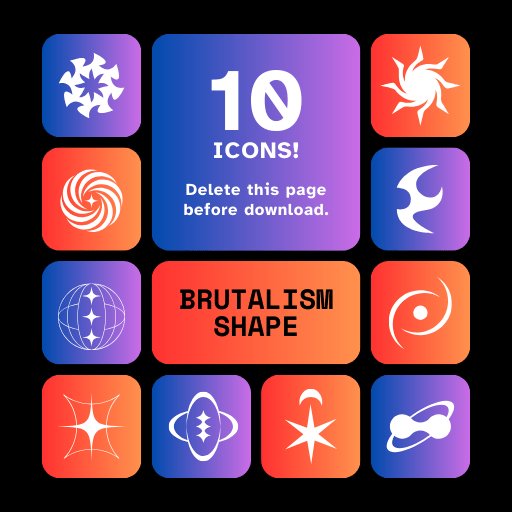 10
ICONS!
Delete this page
before download.
BRUTALISM
SHAPE